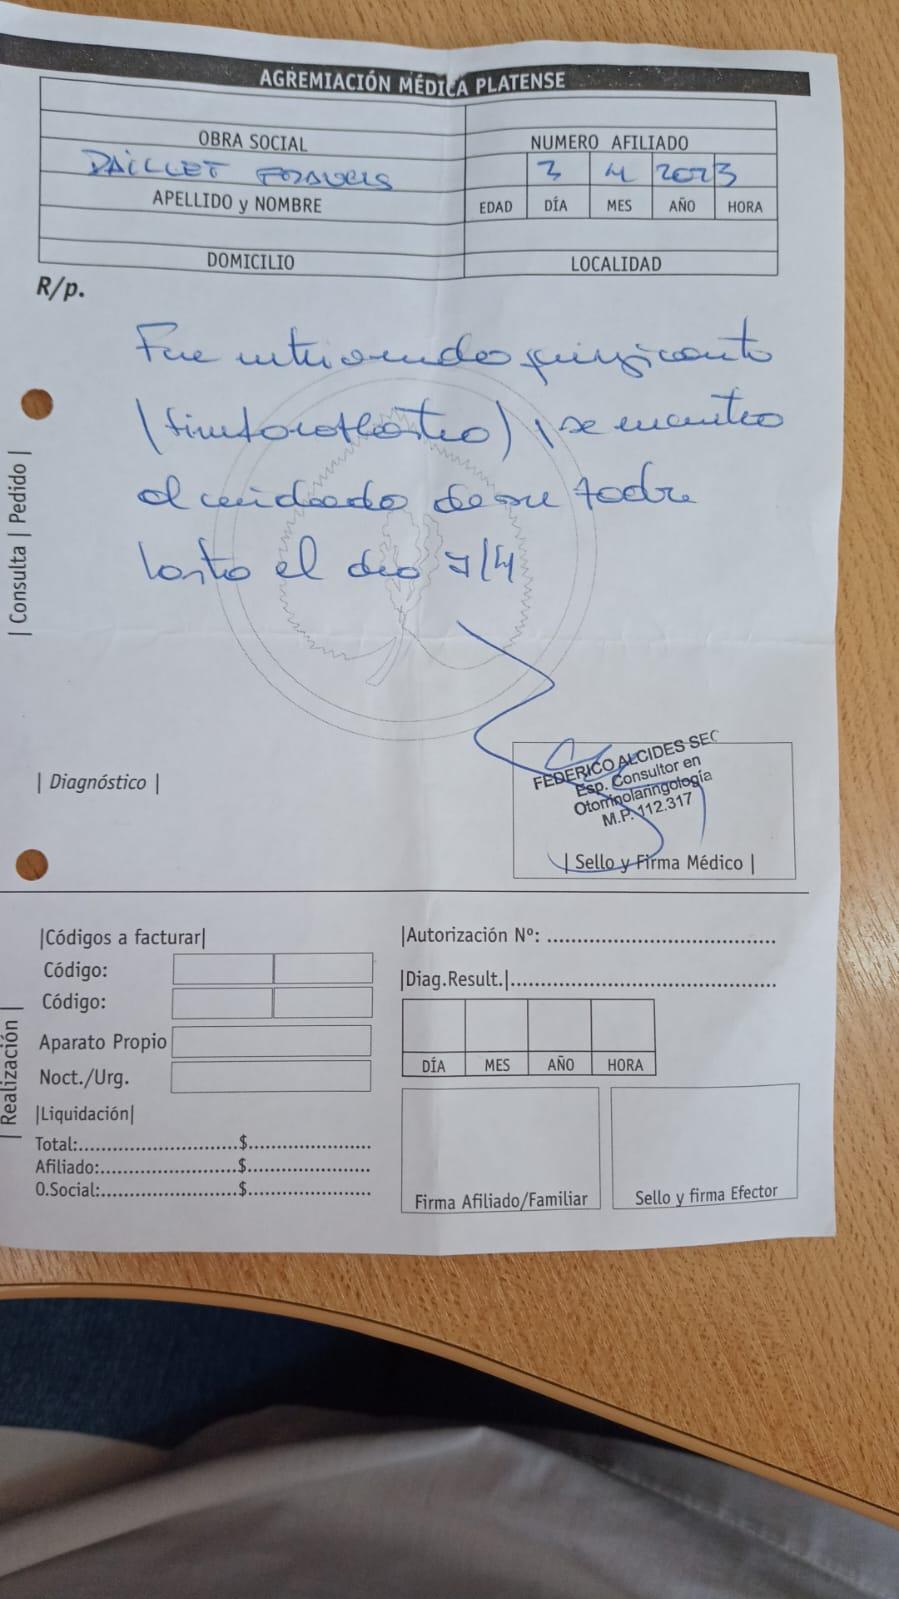 AGREMIACIÓN MÉDICA PLATENSE
OBRA SOCIAL
NUMERO AFILIADO
DAILLET
3 4 2023
APELLIDO y NOMBRE
EDAD DÍA MES AÑO HORA
DOMICILIO
LOCALIDAD
R/p.
Fue
se encuentra
al cuidado de su Padre
hasta el día 7/4
| Consulta | Pedido |
FEDERICO ALCIDES SEC
Esp. Consultor en
Otorrinolaringología
M.P. 112.317
| Diagnóstico |
| Sello y Firma Médico |
| Realización |
|Códigos a facturar|
|Autorización Nº:
Código:
|Diag.Result.|
Código:
Aparato Propio
DÍA MES AÑO HORA
Noct./Urg.
|Liquidación|
Total: $
Afiliado: $
O.Social: $
Firma Afiliado/Familiar
Sello y firma Efector